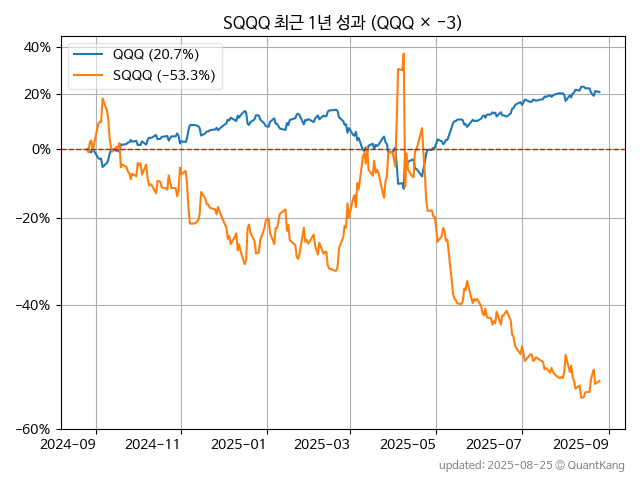 SQQQ 최근 1년 성과 (QQQ × −3)
QQQ (20.7%)
SQQQ (−53.3%)
40%
20%
0%
−20%
−40%
−60%
2024-09 2024-11 2025-01 2025-03 2025-05 2025-07 2025-09
updated: 2025-08-25 © QuantKang